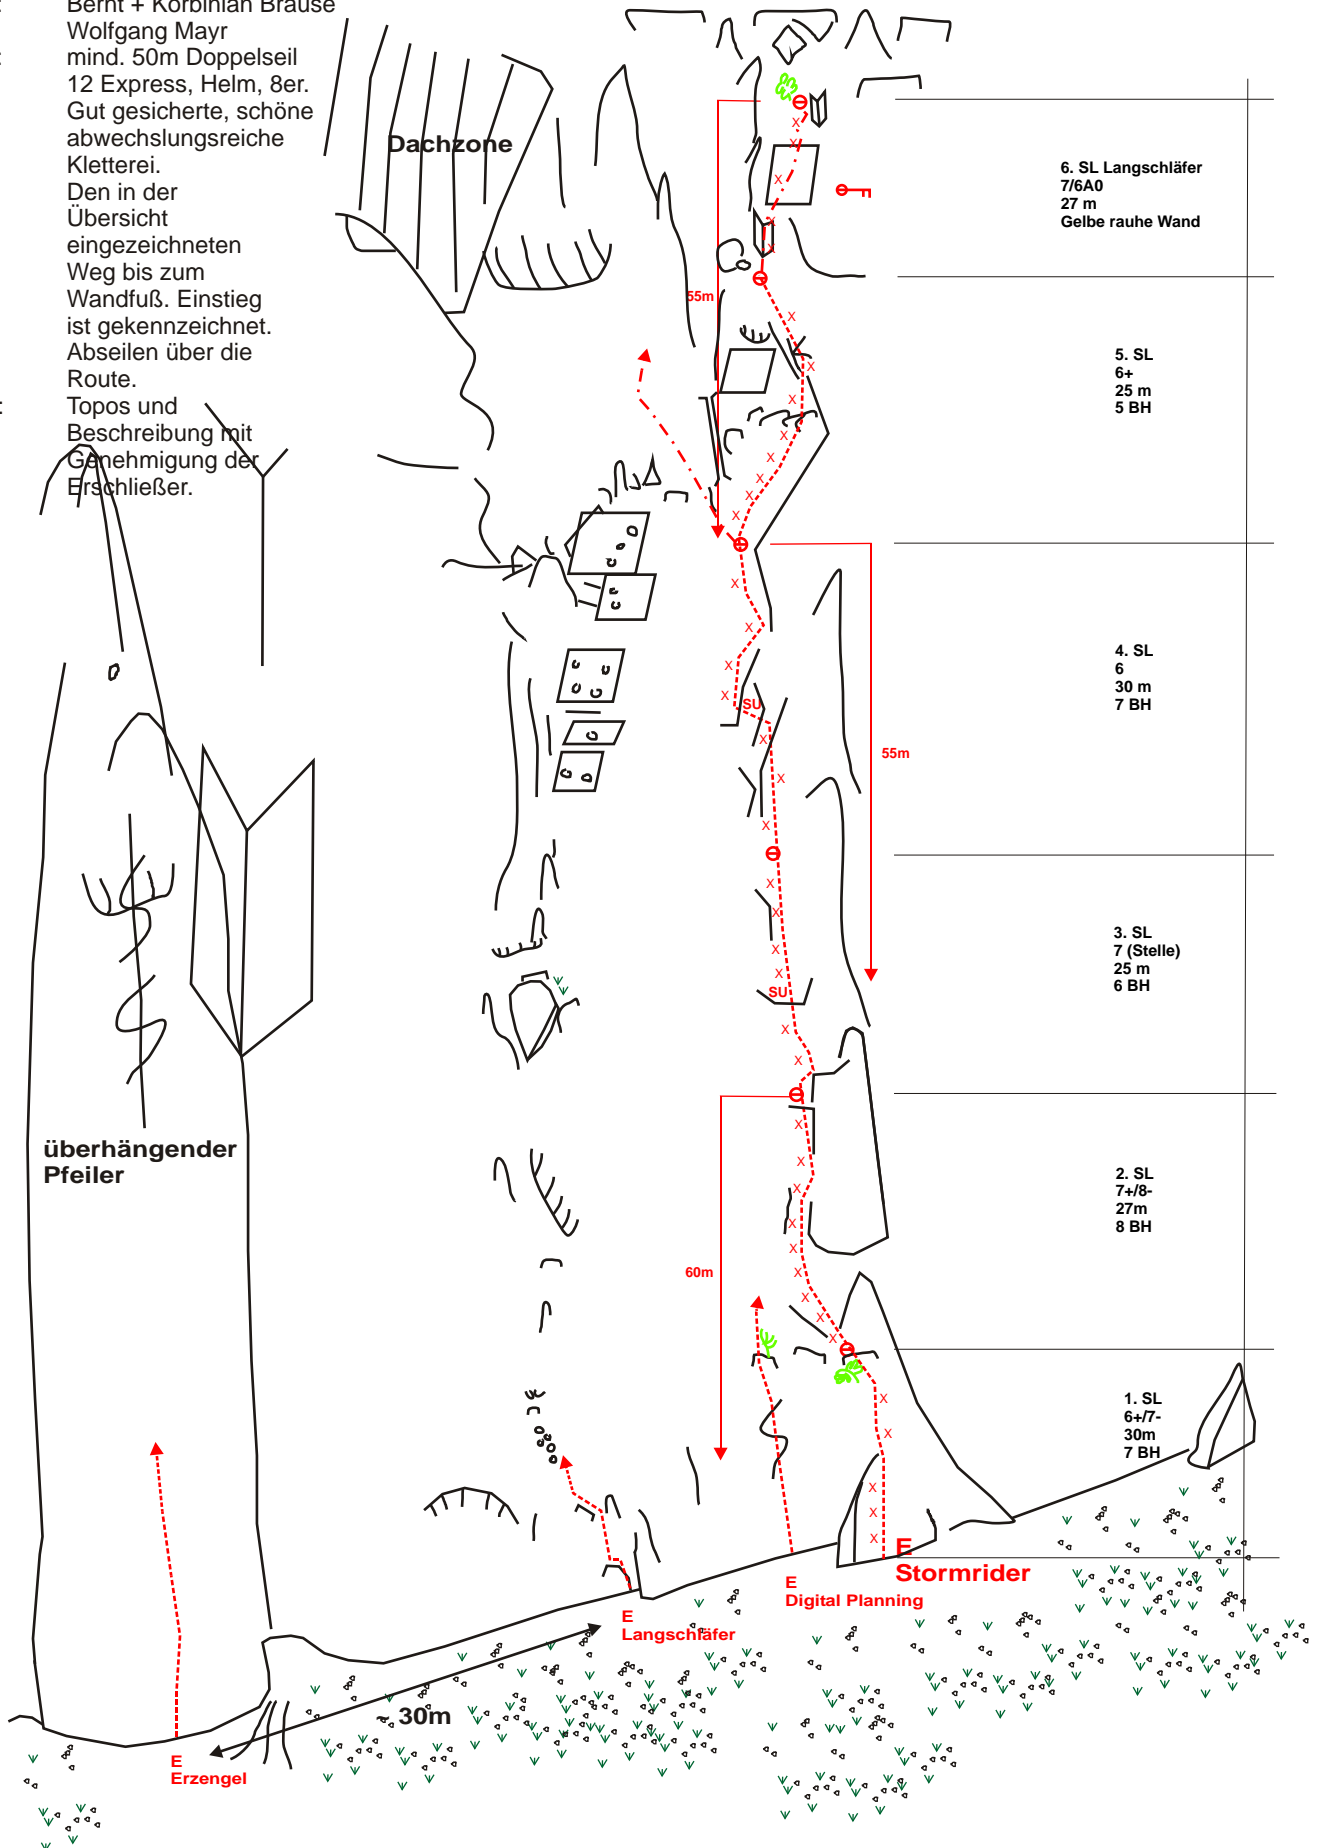 : Bernt + Korbinian Brause
Wolfgang Mayr
: mind. 50m Doppelseil
12 Express, Helm, 8er.
Gut gesicherte, schöne
abwechslungsreiche
Kletterei.
Den in der
Übersicht
eingezeichneten
Weg bis zum
Wandfuß. Einstieg
ist gekennzeichnet.
Abseilen über die
Route.
: Topos und
Beschreibung mit
Genehmigung der
Erschließer.
Dachzone
6. SL Langschläfer
7/6A0
27 m
Gelbe rauhe Wand
55m
5. SL
6+
25 m
5 BH
4. SL
6
30 m
7 BH
SU
55m
3. SL
7 (Stelle)
25 m
6 BH
SU
überhängender
Pfeiler
2. SL
7+/8-
27m
8 BH
60m
1. SL
6+/7-
30m
7 BH
E
Stormrider
E
Digital Planning
E
Langschläfer
~ 30m
E
Erzengel